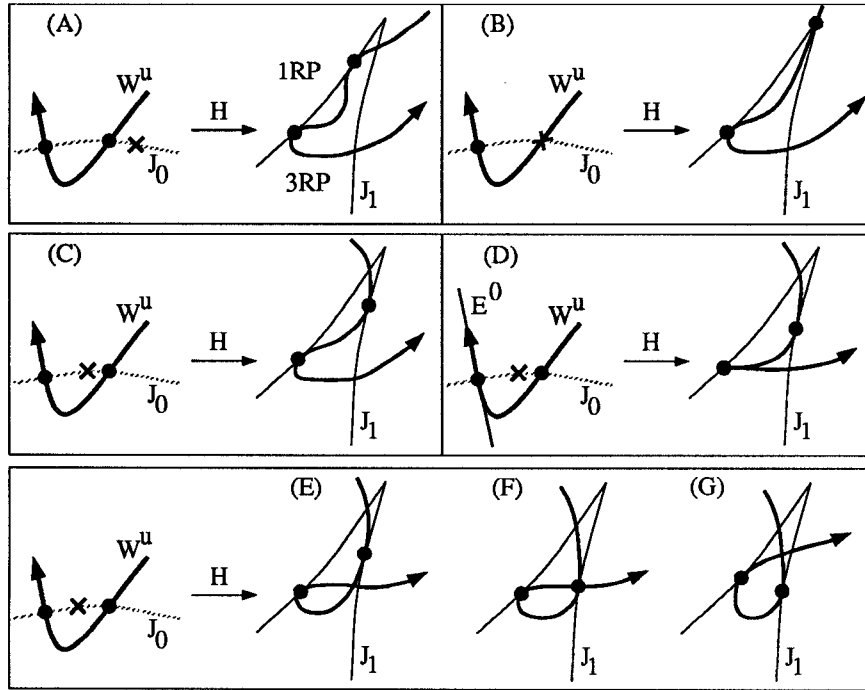 (A)
W^u
J_0
H
1RP
3RP
J_1
(B)
W^u
J_0
H
J_1
(C)
W^u
J_0
H
J_1
(D)
E^0
W^u
J_0
H
J_1
W^u
J_0
H
(E)
J_1
(F)
J_1
(G)
J_1